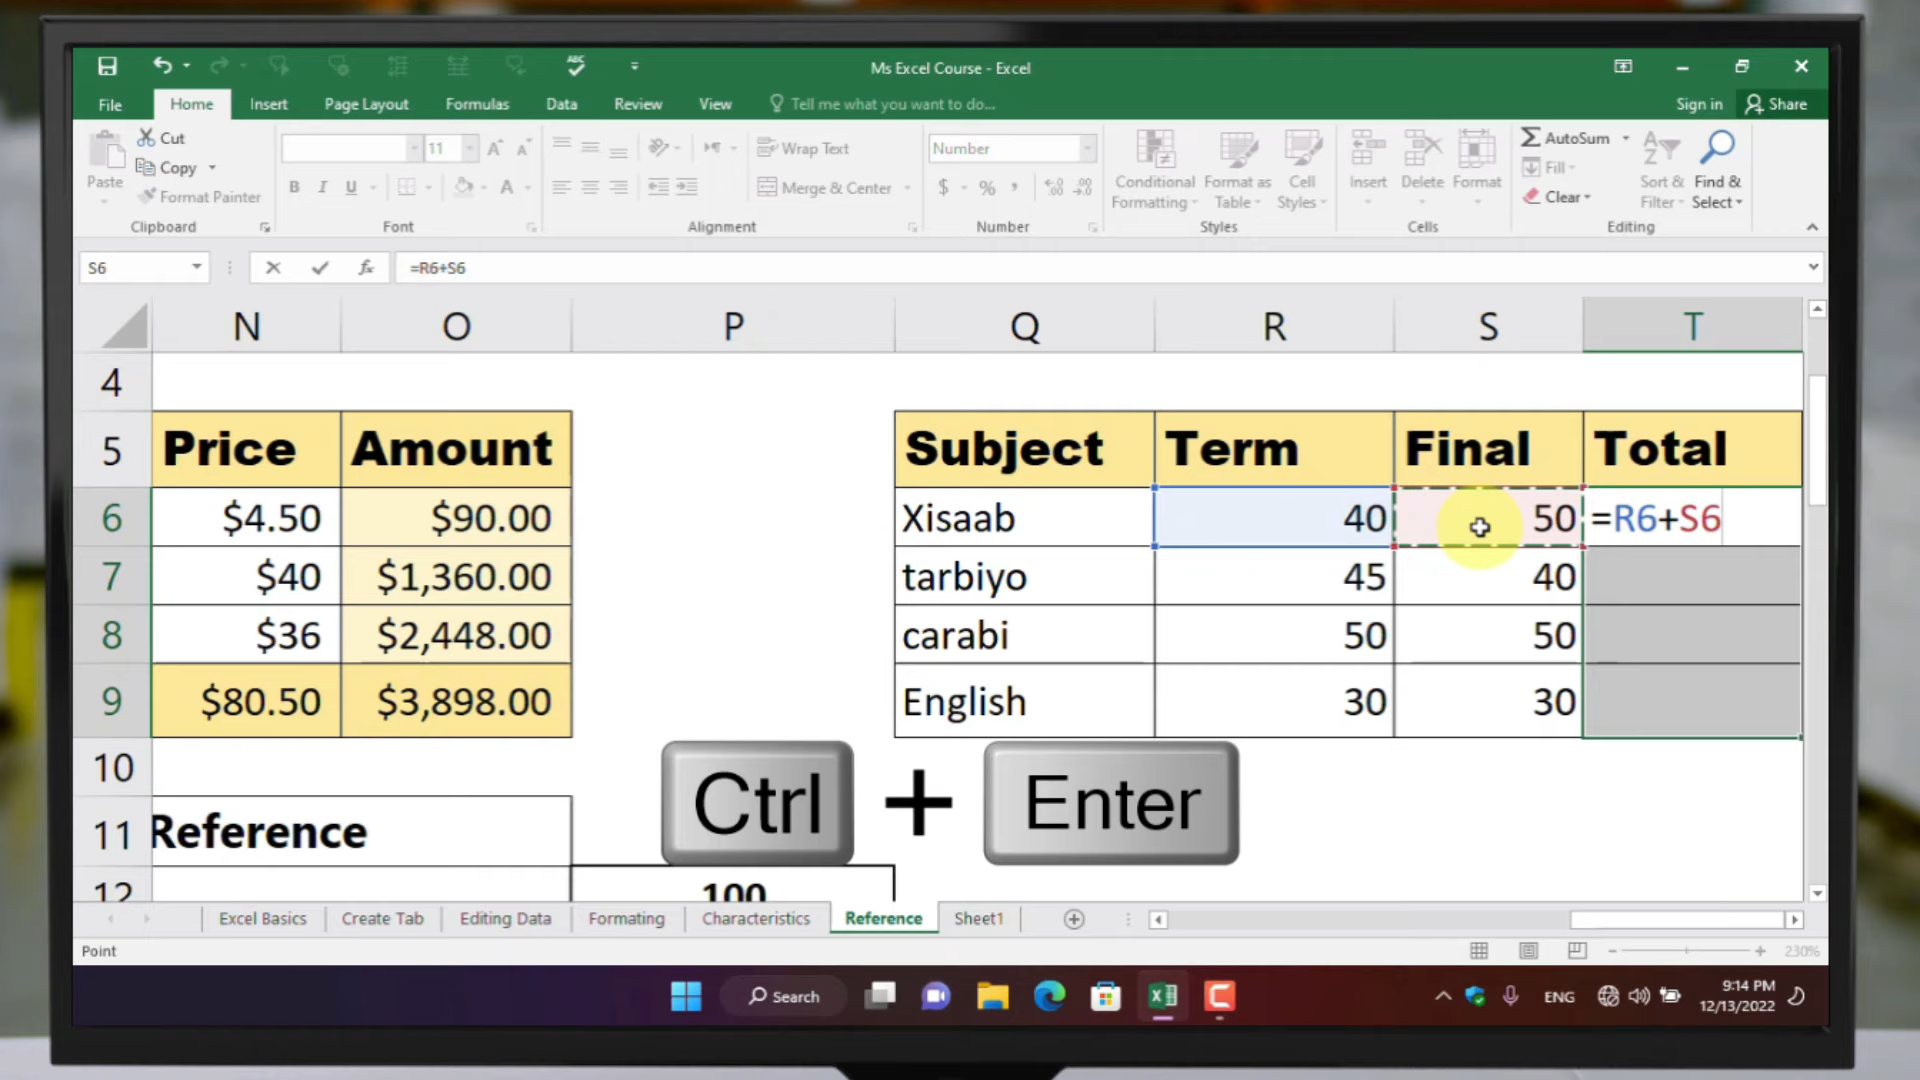 ABC
Ms Excel Course - Excel
File
Home
Insert
Page Layout
Formulas
Data
Review
View
Tell me what you want to do...
Sign in
Share
Paste
Cut
Copy
Format Painter
Clipboard
11
A
A
B
I
U
A
Font
Wrap Text
Merge & Center
Alignment
Number
$
%
,
Number
Conditional Formatting
Format as Table
Cell Styles
Styles
Insert
Delete
Format
Cells
AutoSum
Fill
Clear
Sort & Filter
Find & Select
Editing
S6
fx
=R6+S6
N O P Q R S T
4
5 Price Amount Subject Term Final Total
6 $4.50 $90.00 Xisaab 40 50 =R6+S6
7 $40 $1,360.00 tarbiyo 45 40
8 $36 $2,448.00 carabi 50 50
9 $80.50 $3,898.00 English 30 30
10
Ctrl + Enter
11 Reference
12 100
Excel Basics
Create Tab
Editing Data
Formating
Characteristics
Reference
Sheet1
Point
230%
Search
ENG
9:14 PM
12/13/2022